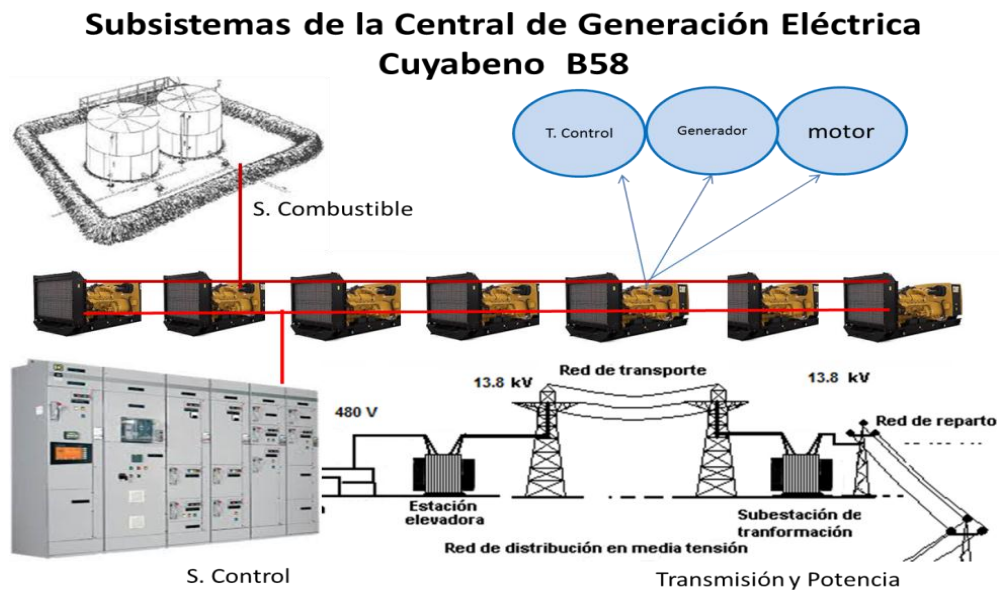 Subsistemas de la Central de Generación Eléctrica
Cuyabeno B58
T. Control
Generador
motor
S. Combustible
Red de transporte
13.8 kV
13.8 kV
480 V
Red de reparto
Estación
elevadora
Subestación de
tranformación
Red de distribución en media tensión
S. Control
Transmisión y Potencia